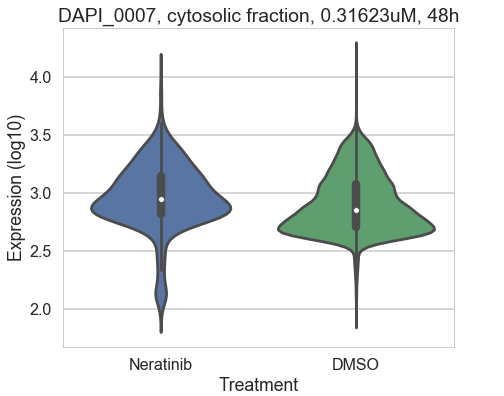 DAPI_0007, cytosolic fraction, 0.31623uM, 48h
Expression (log10)
4.0
3.5
3.0
2.5
2.0
Neratinib DMSO
Treatment